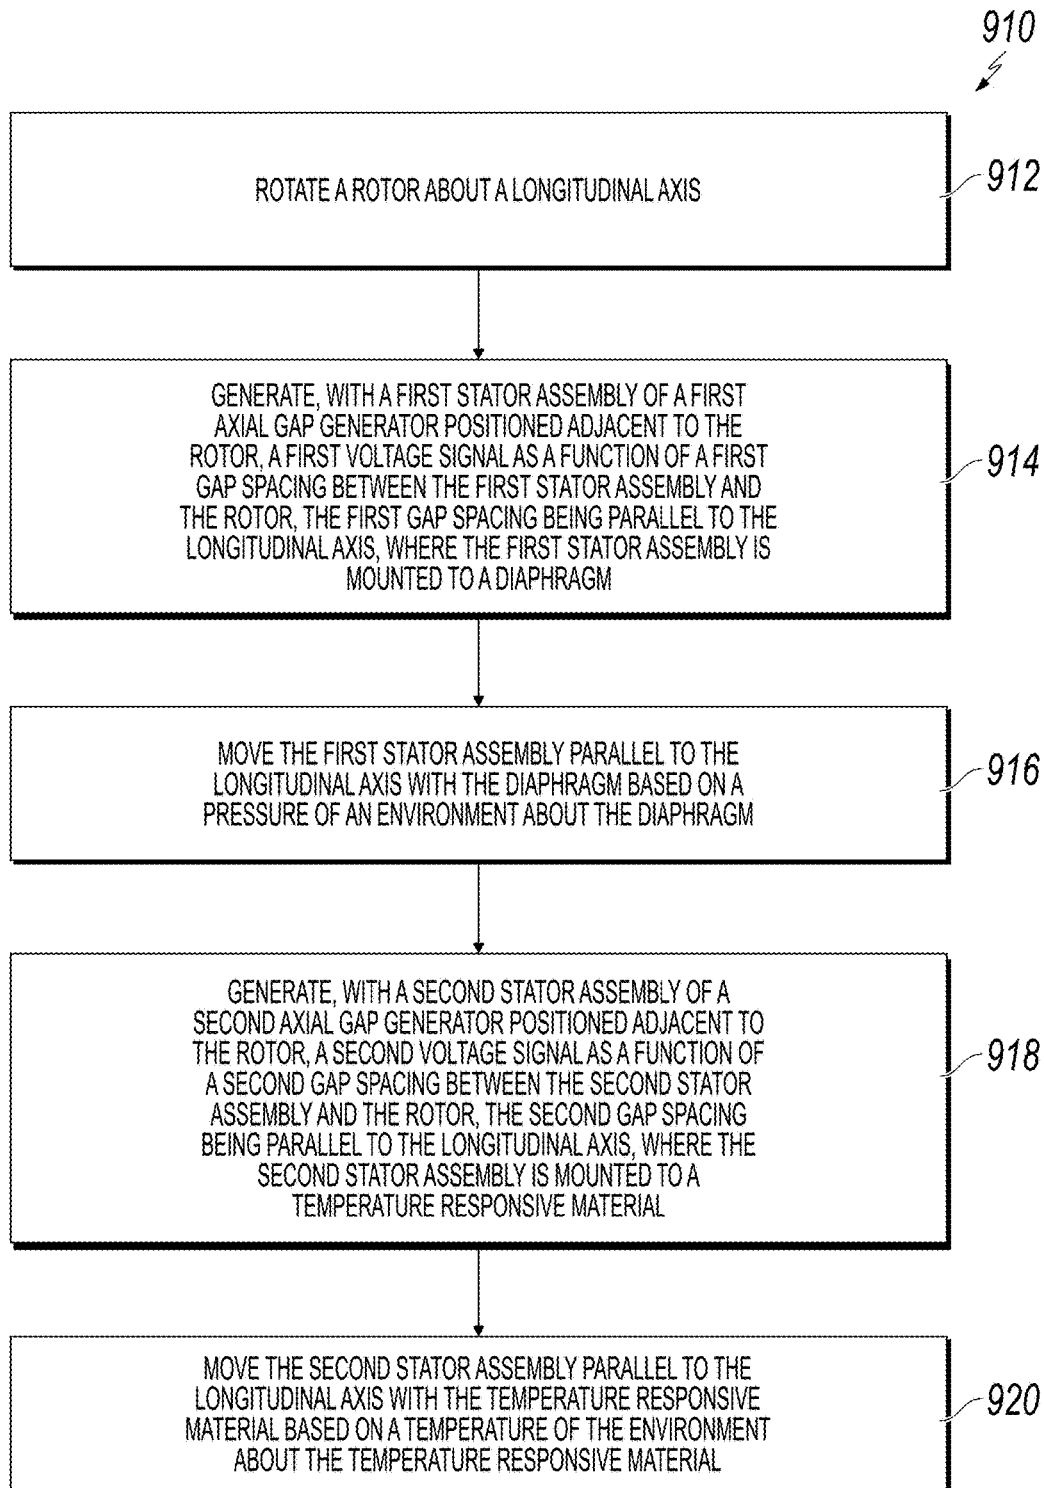 910
ROTATE A ROTOR ABOUT A LONGITUDINAL AXIS
912
GENERATE, WITH A FIRST STATOR ASSEMBLY OF A FIRST
AXIAL GAP GENERATOR POSITIONED ADJACENT TO THE
ROTOR, A FIRST VOLTAGE SIGNAL AS A FUNCTION OF A FIRST
GAP SPACING BETWEEN THE FIRST STATOR ASSEMBLY AND
THE ROTOR, THE FIRST GAP SPACING BEING PARALLEL TO THE
LONGITUDINAL AXIS, WHERE THE FIRST STATOR ASSEMBLY IS
MOUNTED TO A DIAPHRAGM
914
MOVE THE FIRST STATOR ASSEMBLY PARALLEL TO THE
LONGITUDINAL AXIS WITH THE DIAPHRAGM BASED ON A
PRESSURE OF AN ENVIRONMENT ABOUT THE DIAPHRAGM
916
GENERATE, WITH A SECOND STATOR ASSEMBLY OF A
SECOND AXIAL GAP GENERATOR POSITIONED ADJACENT TO
THE ROTOR, A SECOND VOLTAGE SIGNAL AS A FUNCTION OF
A SECOND GAP SPACING BETWEEN THE SECOND STATOR
ASSEMBLY AND THE ROTOR, THE SECOND GAP SPACING
BEING PARALLEL TO THE LONGITUDINAL AXIS, WHERE THE
SECOND STATOR ASSEMBLY IS MOUNTED TO A
TEMPERATURE RESPONSIVE MATERIAL
918
MOVE THE SECOND STATOR ASSEMBLY PARALLEL TO THE
LONGITUDINAL AXIS WITH THE TEMPERATURE RESPONSIVE
MATERIAL BASED ON A TEMPERATURE OF THE ENVIRONMENT
ABOUT THE TEMPERATURE RESPONSIVE MATERIAL
920